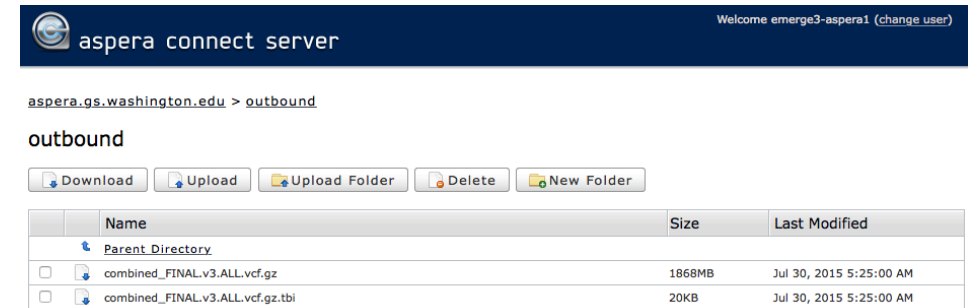 Welcome emerge3-aspera1 (change user)
aspera connect server
aspera.gs.washington.edu > outbound
outbound
Download Upload Upload Folder Delete New Folder
Name Size Last Modified
Parent Directory
combined_FINAL.v3.ALL.vcf.gz 1868MB Jul 30, 2015 5:25:00 AM
combined_FINAL.v3.ALL.vcf.gz.tbi 20KB Jul 30, 2015 5:25:00 AM